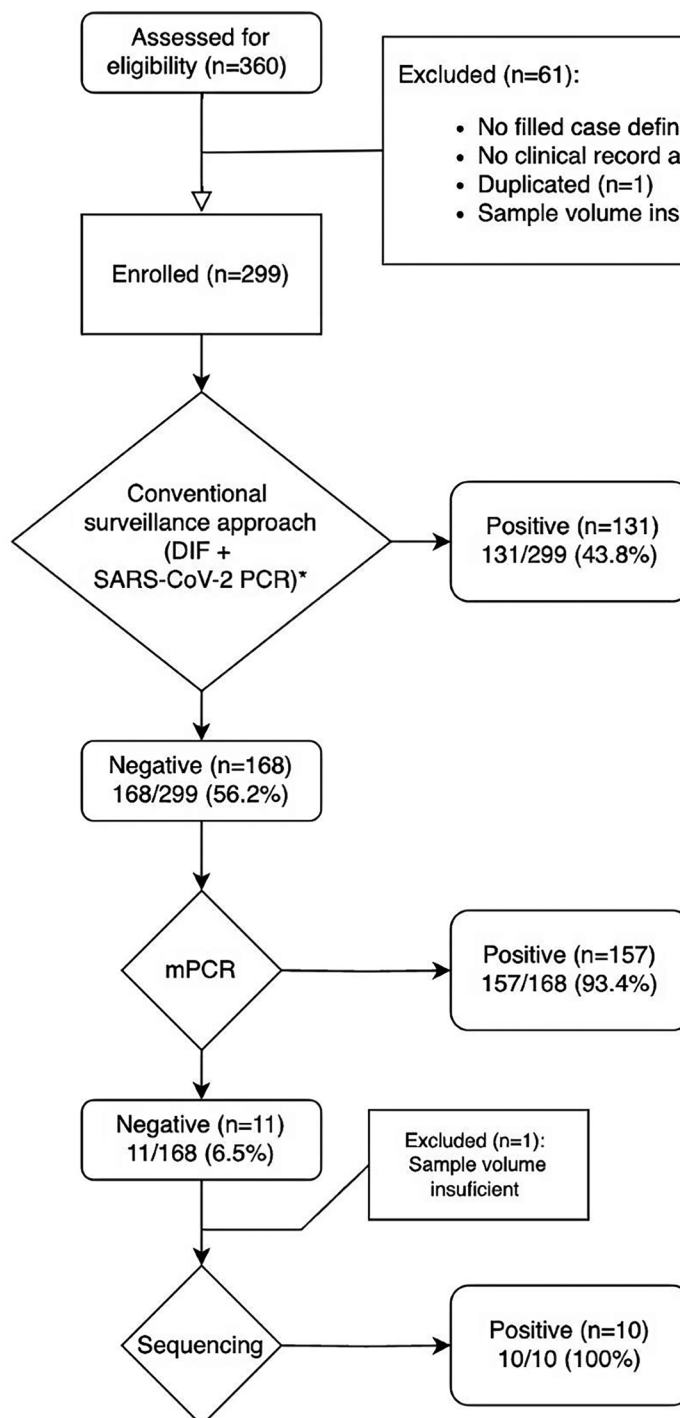 Assessed for
eligibility (n=360)
Excluded (n=61):
• No filled case defin
• No clinical record a
• Duplicated (n=1)
• Sample volume ins
Enrolled (n=299)
Conventional
surveillance approach
(DIF +
SARS-CoV-2 PCR)*
Positive (n=131)
131/299 (43.8%)
Negative (n=168)
168/299 (56.2%)
mPCR
Positive (n=157)
157/168 (93.4%)
Negative (n=11)
11/168 (6.5%)
Excluded (n=1):
Sample volume
insuficient
Sequencing
Positive (n=10)
10/10 (100%)